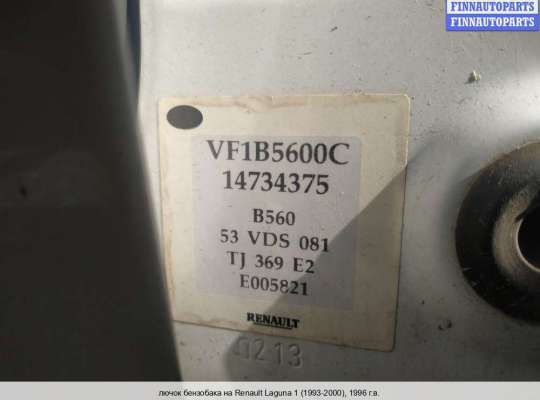 FINNAUTOPARTS
FINNAUTOPARTS
VF1B5600C
14734375
B560
53 VDS 081
TJ 369 E2
E005821
RENAULT
G213
лючок бензобака на Renault Laguna 1 (1993-2000), 1996 г.в.